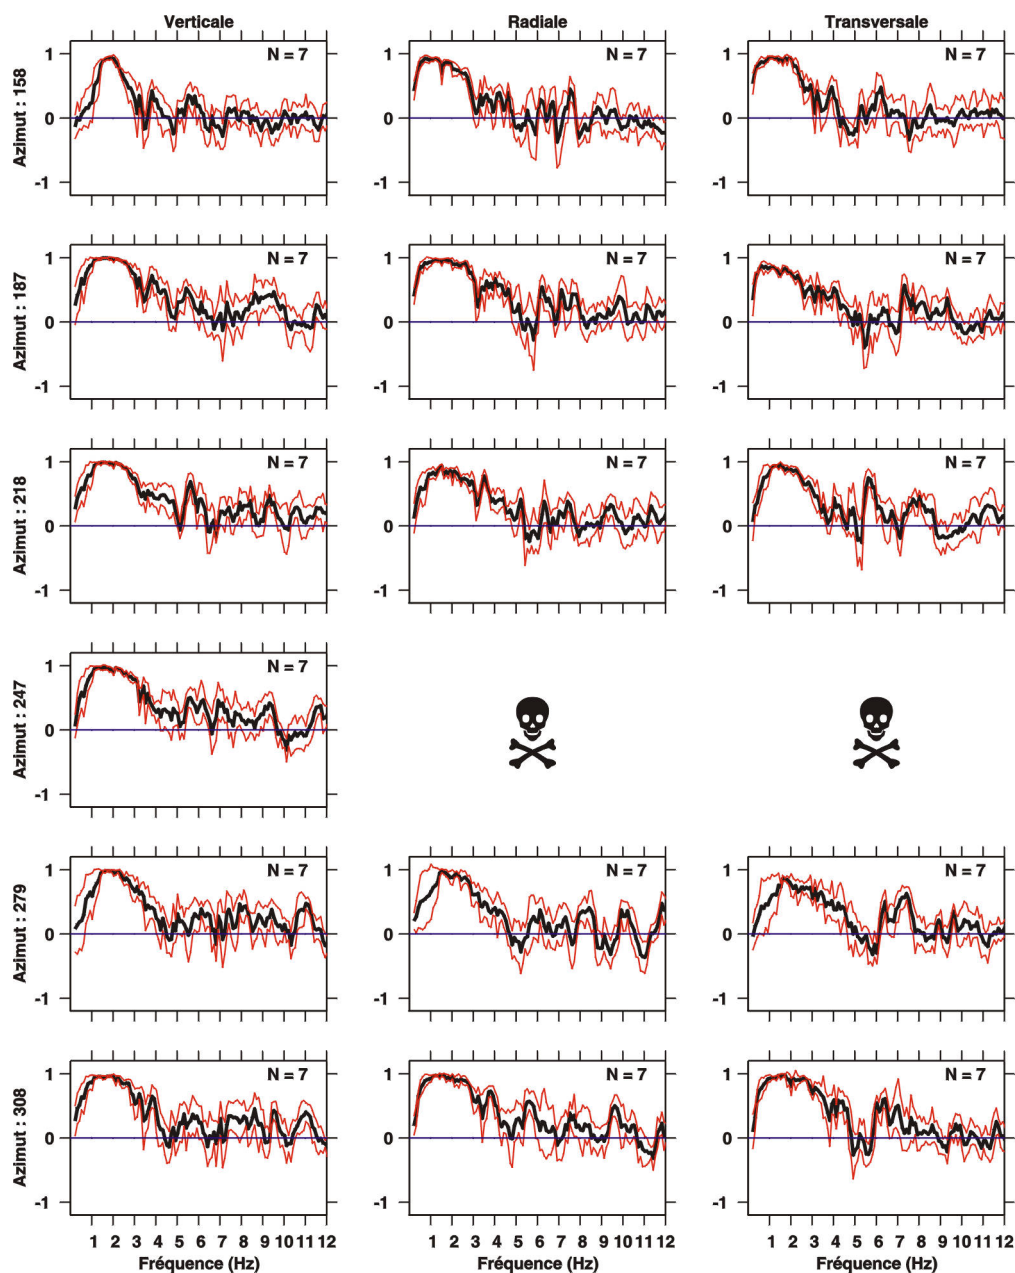 Verticale Radiale Transversale
Azimut : 158
1 0 -1
N = 7 N = 7 N = 7
1 0 -1
1 0 -1
Azimut : 187
1 0 -1
N = 7 N = 7 N = 7
1 0 -1
1 0 -1
Azimut : 218
1 0 -1
N = 7 N = 7 N = 7
1 0 -1
1 0 -1
Azimut : 247
1 0 -1
N = 7
Azimut : 279
1 0 -1
N = 7 N = 7 N = 7
1 0 -1
1 0 -1
Azimut : 308
1 0 -1
N = 7 N = 7 N = 7
1 0 -1
1 0 -1
1 2 3 4 5 6 7 8 9 10 11 12
1 2 3 4 5 6 7 8 9 10 11 12
1 2 3 4 5 6 7 8 9 10 11 12
Fréquence (Hz) Fréquence (Hz) Fréquence (Hz)